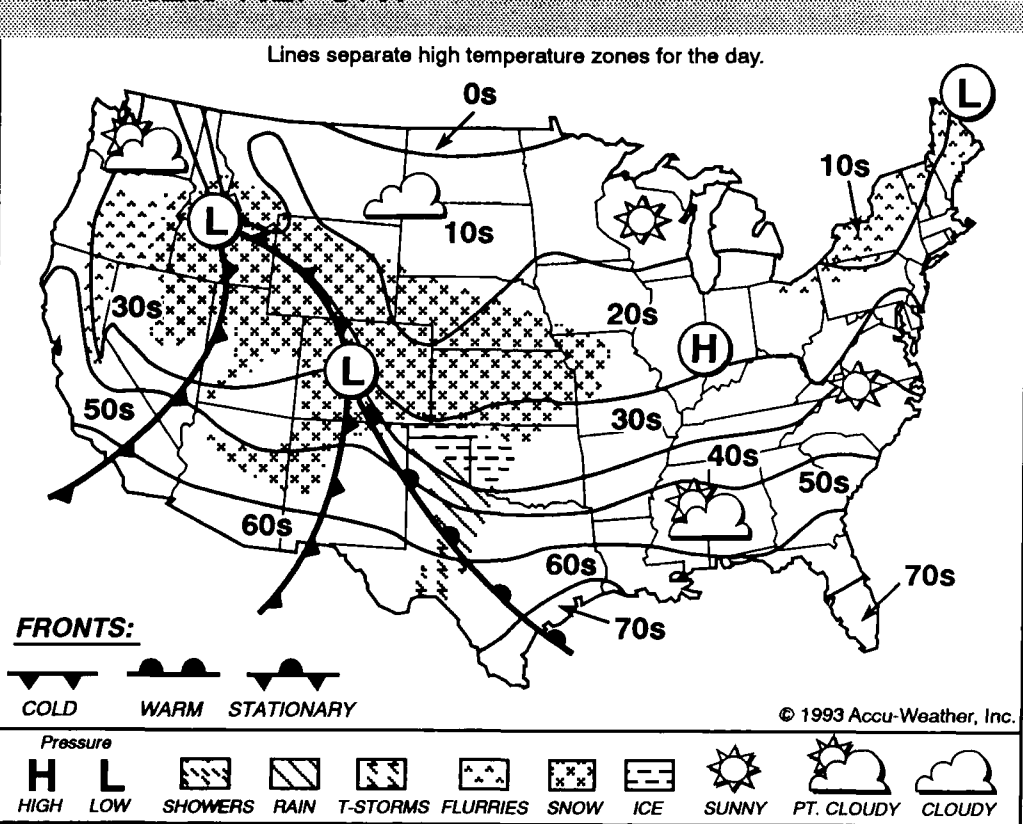 Lines separate high temperature zones for the day.
0s
L
10s
L
10s
30s
20s
H
L
50s
30s
40s
50s
60s
60s
70s
70s
FRONTS:
COLD WARM STATIONARY
© 1993 Accu-Weather, Inc.
Pressure
H L
HIGH LOW SHOWERS RAIN T-STORMS FLURRIES SNOW ICE SUNNY PT. CLOUDY CLOUDY